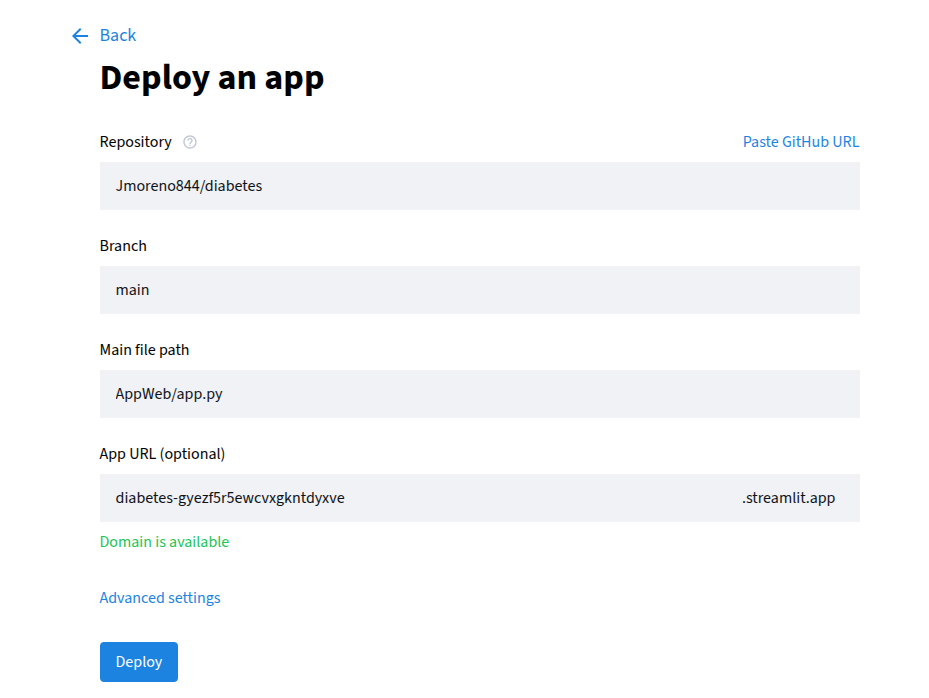 Back
Deploy an app
Repository
Paste GitHub URL
Jmoreno844/diabetes
Branch
main
Main file path
AppWeb/app.py
App URL (optional)
diabetes-gyezf5r5ewcvxgkntdyxve .streamlit.app
Domain is available
Advanced settings
Deploy